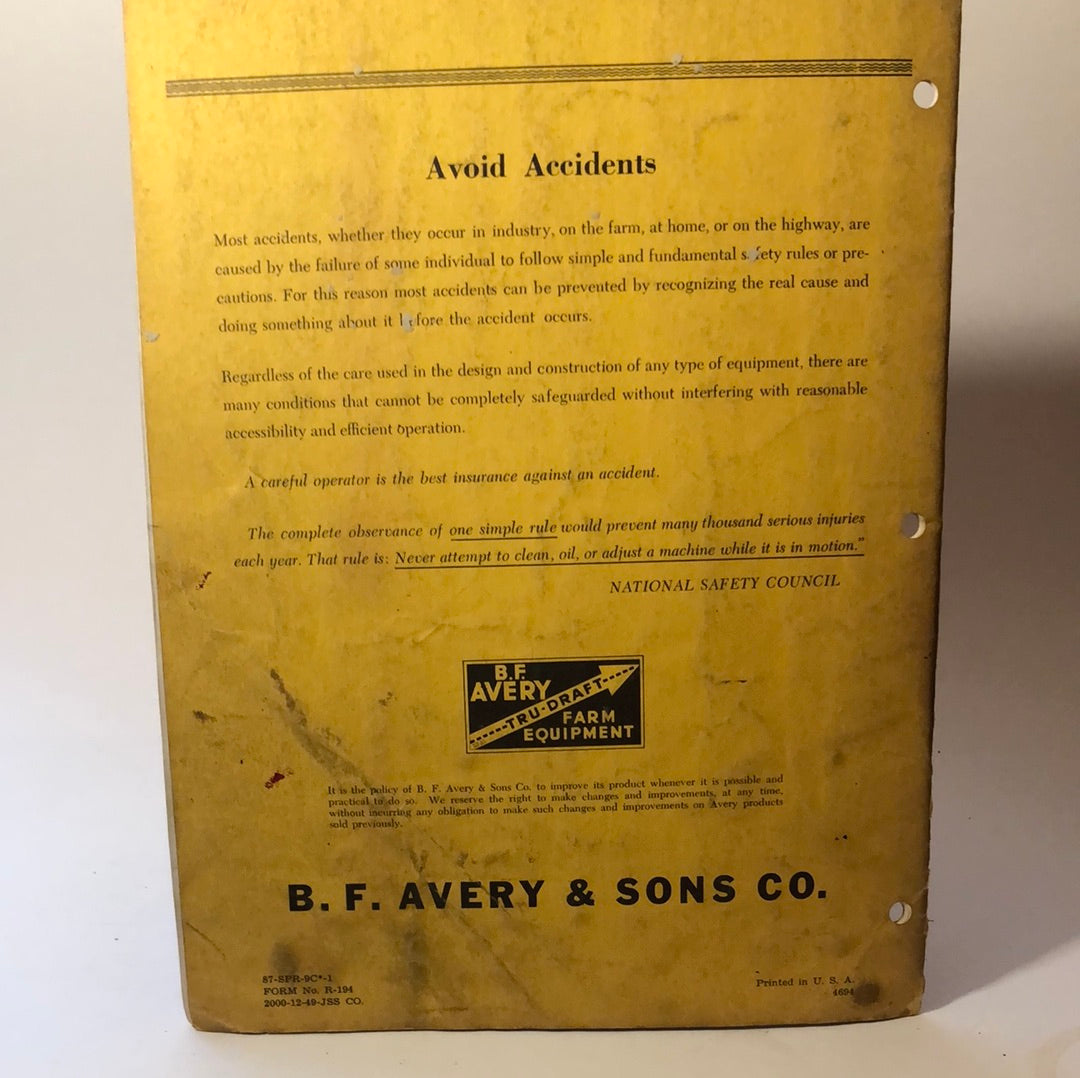 Avoid Accidents
Most accidents, whether they occur in industry, on the farm, at home, or on the highway, are
caused by the failure of some individual to follow simple and fundamental safety rules or pre-
cautions. For this reason most accidents can be prevented by recognizing the real cause and
doing something about it before the accident occurs.
Regardless of the care used in the design and construction of any type of equipment, there are
many conditions that cannot be completely safeguarded without interfering with reasonable
accessibility and efficient operation.
A careful operator is the best insurance against an accident.
The complete observance of one simple rule would prevent many thousand serious injuries
each year. That rule is: Never attempt to clean, oil, or adjust a machine while it is in motion."
NATIONAL SAFETY COUNCIL
B.F.
AVERY
TRU-DRAFT
FARM
EQUIPMENT
It is the policy of B. F. Avery & Sons Co. to improve its product whenever it is possible and
practical to do so. We reserve the right to make changes and improvements, at any time,
without incurring any obligation to make such changes and improvements on Avery products
sold previously.
B. F. AVERY & SONS CO.
87-SPR-9C*-1
FORM No. R-194
2000-12-49-JSS CO.
Printed in U. S. A.
4694